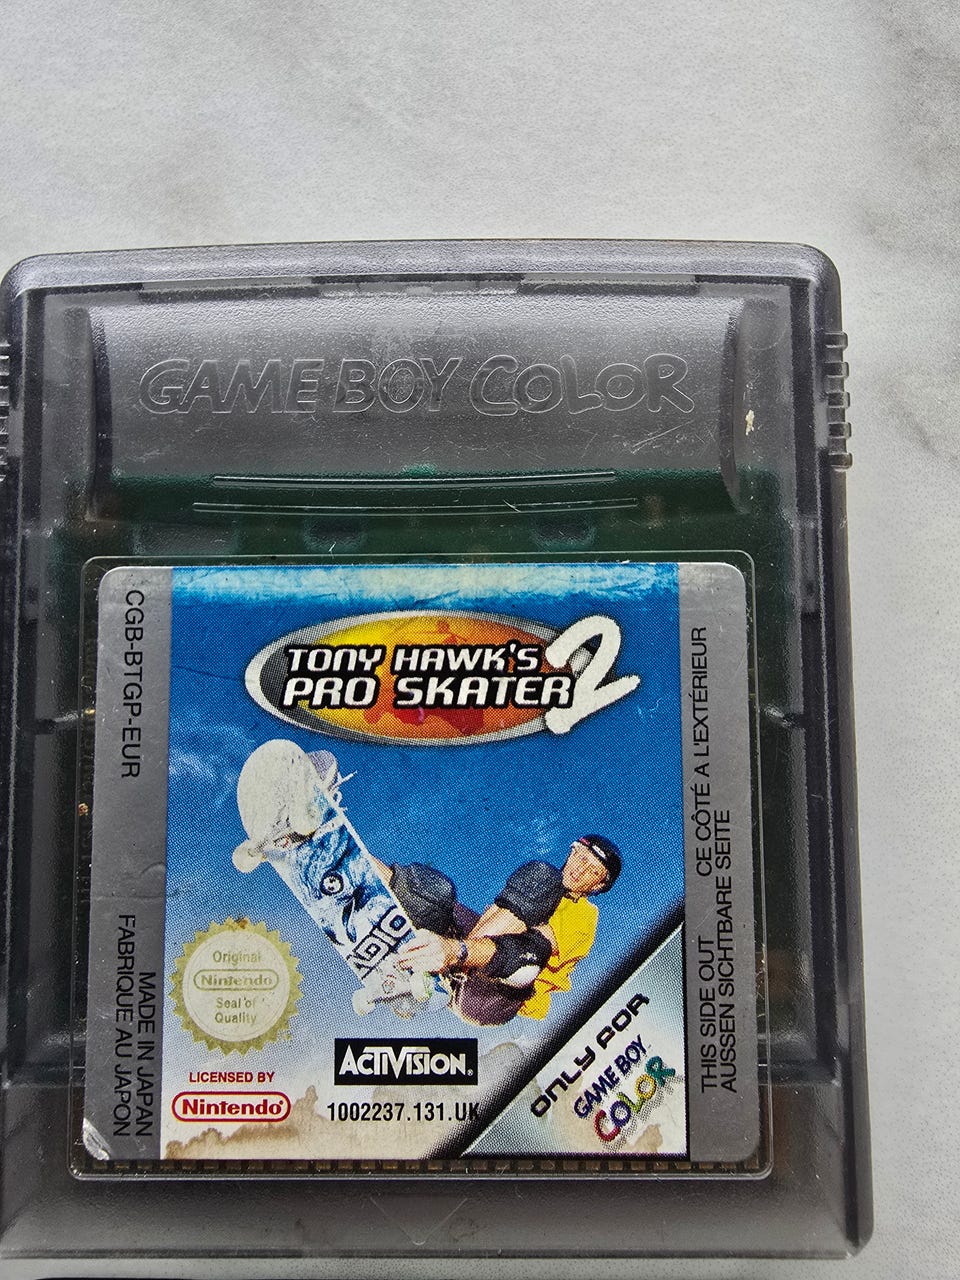 GAME BOY COLOR
CGB-BTGP-EUR
TONY HAWK'S
PRO SKATER 2
Original
Nintendo
Seal of
Quality
LICENSED BY
Nintendo
ACTIVISION
1002237.131.UK
ONLY FOR
GAME BOY
COLOR
MADE IN JAPAN
FABRIQUE AU JAPON
THIS SIDE OUT CE CÔTÉ A L'EXTÉRIEUR
AUSSEN SICHTBARE SEITE